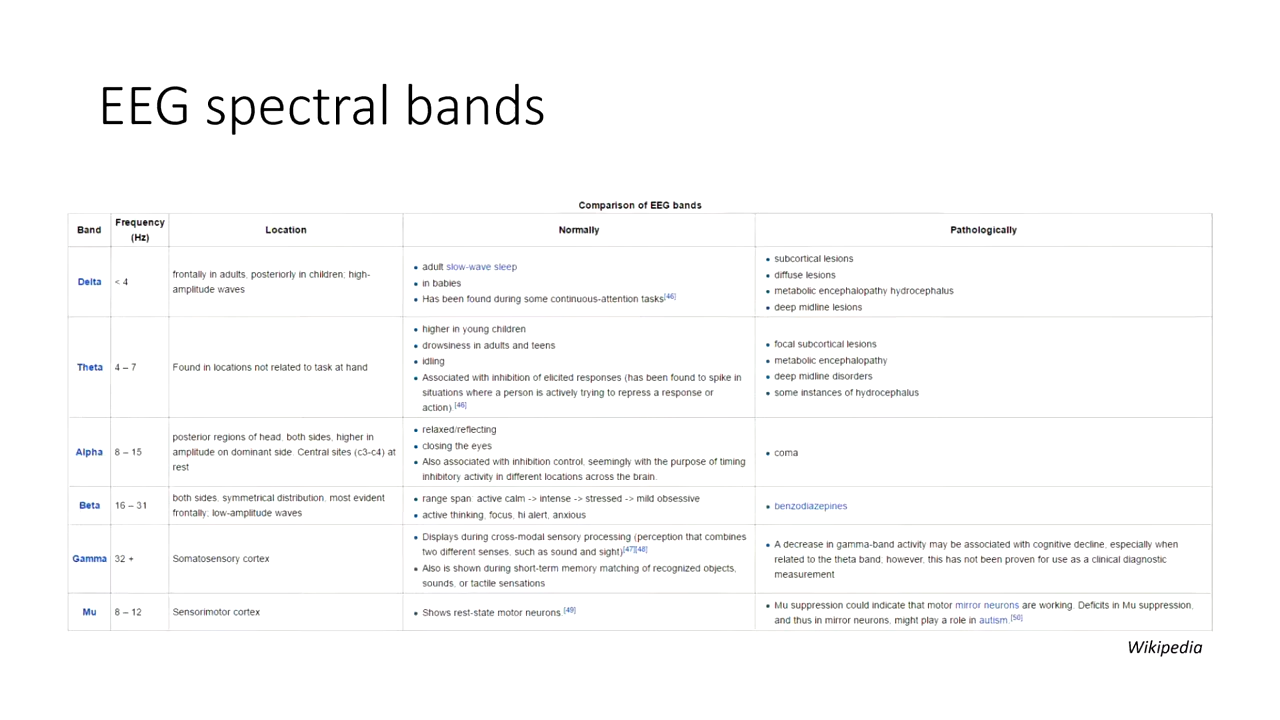 EEG spectral bands
Comparison of EEG bands
Band
Frequency
(Hz)
Location
Normally
Pathologically
Delta
< 4
frontally in adults, posteriorly in children; high-
amplitude waves
• adult slow-wave sleep
• in babies
• Has been found during some continuous-attention tasks[46]
• subcortical lesions
• diffuse lesions
• metabolic encephalopathy hydrocephalus
• deep midline lesions
Theta
4 – 7
Found in locations not related to task at hand
• higher in young children
• drowsiness in adults and teens
• idling
• Associated with inhibition of elicited responses (has been found to spike in
situations where a person is actively trying to repress a response or
action).[46]
• focal subcortical lesions
• metabolic encephalopathy
• deep midline disorders
• some instances of hydrocephalus
Alpha
8 – 15
posterior regions of head, both sides, higher in
amplitude on dominant side. Central sites (c3-c4) at
rest
• relaxed/reflecting
• closing the eyes
• Also associated with inhibition control, seemingly with the purpose of timing
inhibitory activity in different locations across the brain.
• coma
Beta
16 – 31
both sides, symmetrical distribution, most evident
frontally; low-amplitude waves
• range span: active calm -> intense -> stressed -> mild obsessive
• active thinking, focus, hi alert, anxious
• benzodiazepines
Gamma
32 +
Somatosensory cortex
• Displays during cross-modal sensory processing (perception that combines
two different senses, such as sound and sight)[47][48]
• Also is shown during short-term memory matching of recognized objects,
sounds, or tactile sensations
• A decrease in gamma-band activity may be associated with cognitive decline, especially when
related to the theta band; however, this has not been proven for use as a clinical diagnostic
measurement
Mu
8 – 12
Sensorimotor cortex
• Shows rest-state motor neurons.[49]
• Mu suppression could indicate that motor mirror neurons are working. Deficits in Mu suppression,
and thus in mirror neurons, might play a role in autism.[50]
Wikipedia